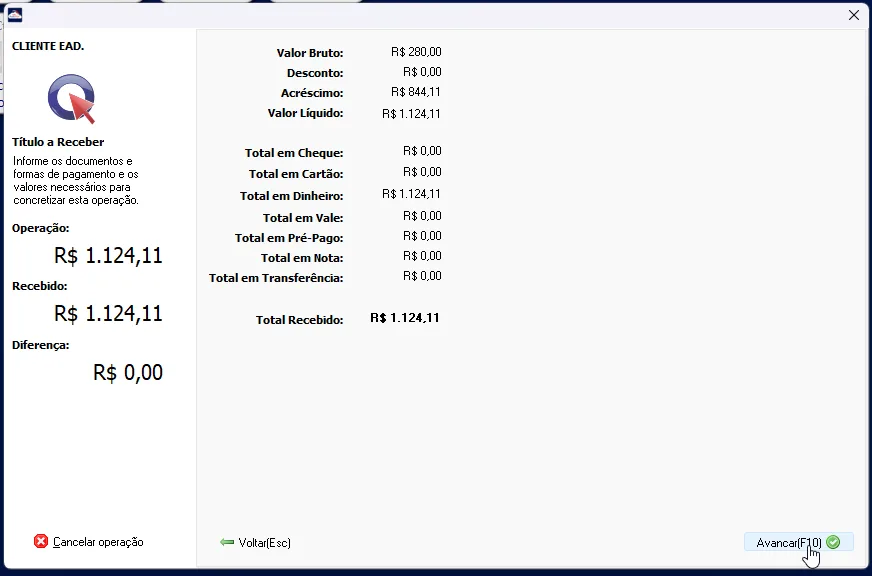 CLIENTE EAD.
Título a Receber
Informe os documentos e
formas de pagamento e os
valores necessários para
concretizar esta operação.
Operação:
R$ 1.124,11
Recebido:
R$ 1.124,11
Diferença:
R$ 0,00
Cancelar operação
Valor Bruto: R$ 280,00
Desconto: R$ 0,00
Acréscimo: R$ 844,11
Valor Líquido: R$ 1.124,11
Total em Cheque: R$ 0,00
Total em Cartão: R$ 0,00
Total em Dinheiro: R$ 1.124,11
Total em Vale: R$ 0,00
Total em Pré-Pago: R$ 0,00
Total em Nota: R$ 0,00
Total em Transferência: R$ 0,00
Total Recebido: R$ 1.124,11
Voltar(Esc)
Avancar(F10)